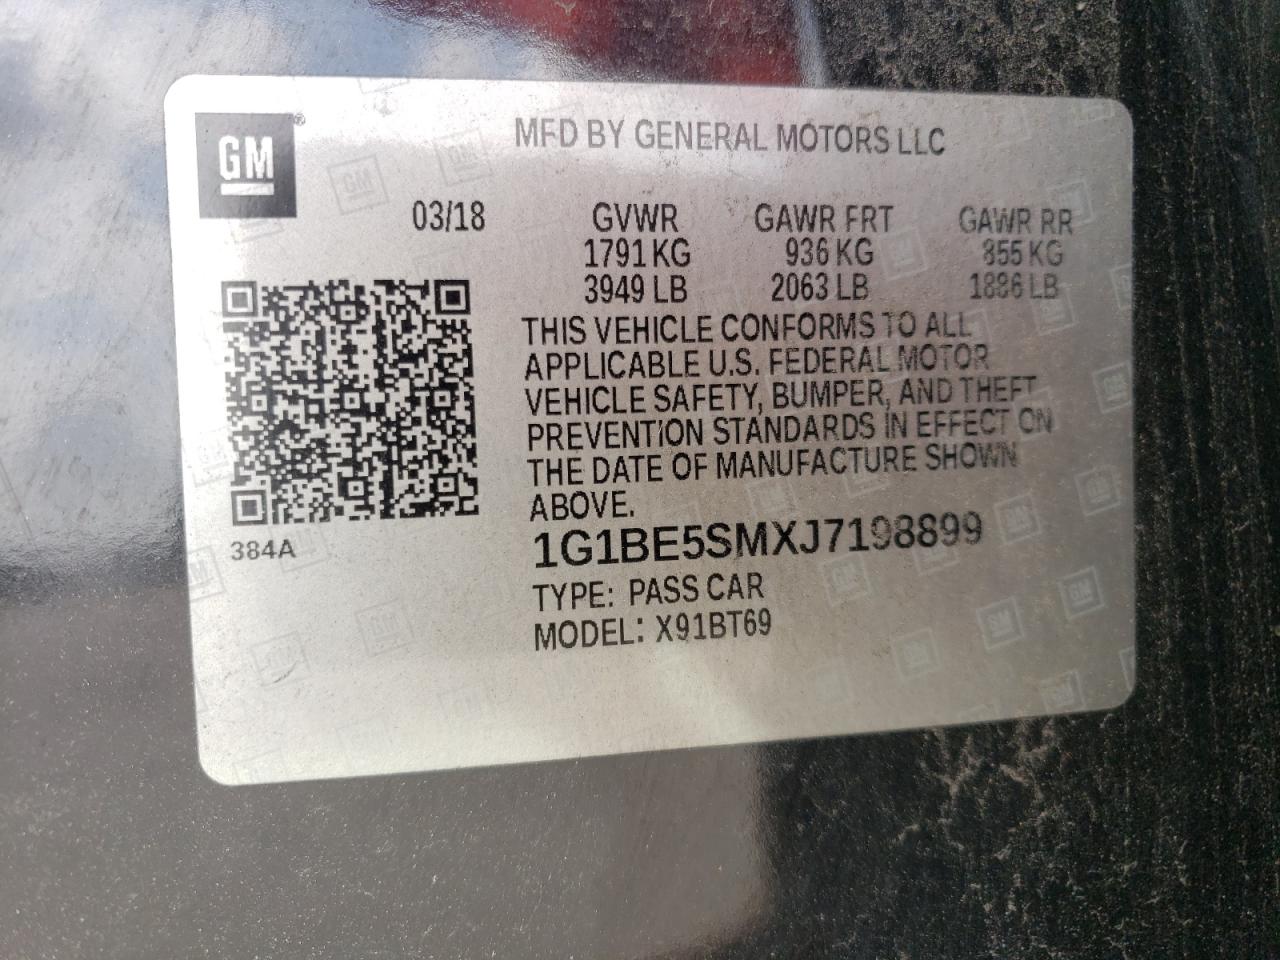 GM®
MFD BY GENERAL MOTORS LLC
03/18 GVWR GAWR FRT GAWR RR
1791 KG 936 KG 855 KG
3949 LB 2063 LB 1886 LB
THIS VEHICLE CONFORMS TO ALL
APPLICABLE U.S. FEDERAL MOTOR
VEHICLE SAFETY, BUMPER, AND THEFT
PREVENTION STANDARDS IN EFFECT ON
THE DATE OF MANUFACTURE SHOWN
ABOVE.
384A
1G1BE5SMXJ7198899
TYPE: PASS CAR
MODEL: X91BT69